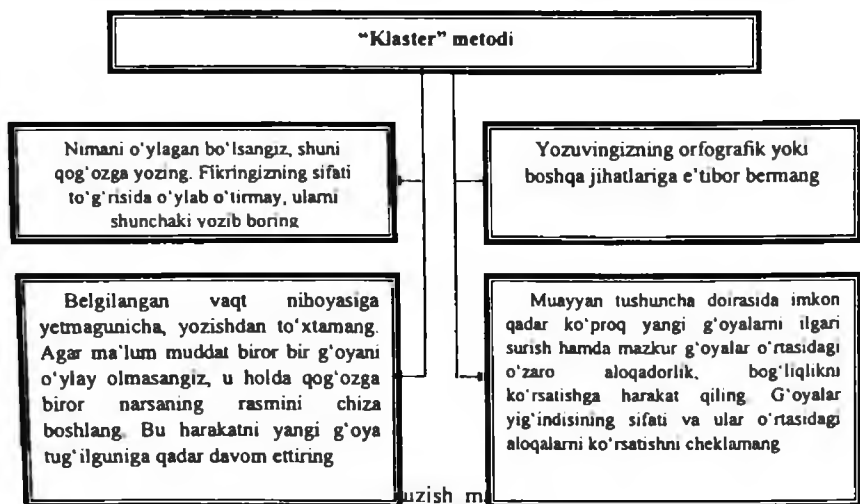 “Klaster” metodi
Nimani o‘ylagan bo‘lsangiz, shuni
qog‘ozga yozing. Fikringizning sifati
to‘g‘risida o‘ylab o‘tirmay, ularni
shunchaki yozib boring
Yozuvingizning orfografik yoki
boshqa jihatlariga e’tibor bermang
Belgilangan vaqt nihoyasiga
yetmagunicha, yozishdan to‘xtamang.
Agar ma’lum muddat biror bir g‘oyani
o‘ylay olmasangiz, u holda qog‘ozga
biror narsaning rasmini chiza
boshlang. Bu harakatni yangi g‘oya
tug‘ilguniga qadar davom ettiring
Muayyan tushuncha doirasida imkon
qadar ko‘proq yangi g‘oyalarni ilgari
surish hamda mazkur g‘oyalar o‘rtasidagi
o‘zaro aloqadorlik, bog‘liqlikni
ko‘rsatishga harakat qiling. G‘oyalar
yig‘indisining sifati va ular o‘rtasidagi
aloqalarni ko‘rsatishni cheklamang